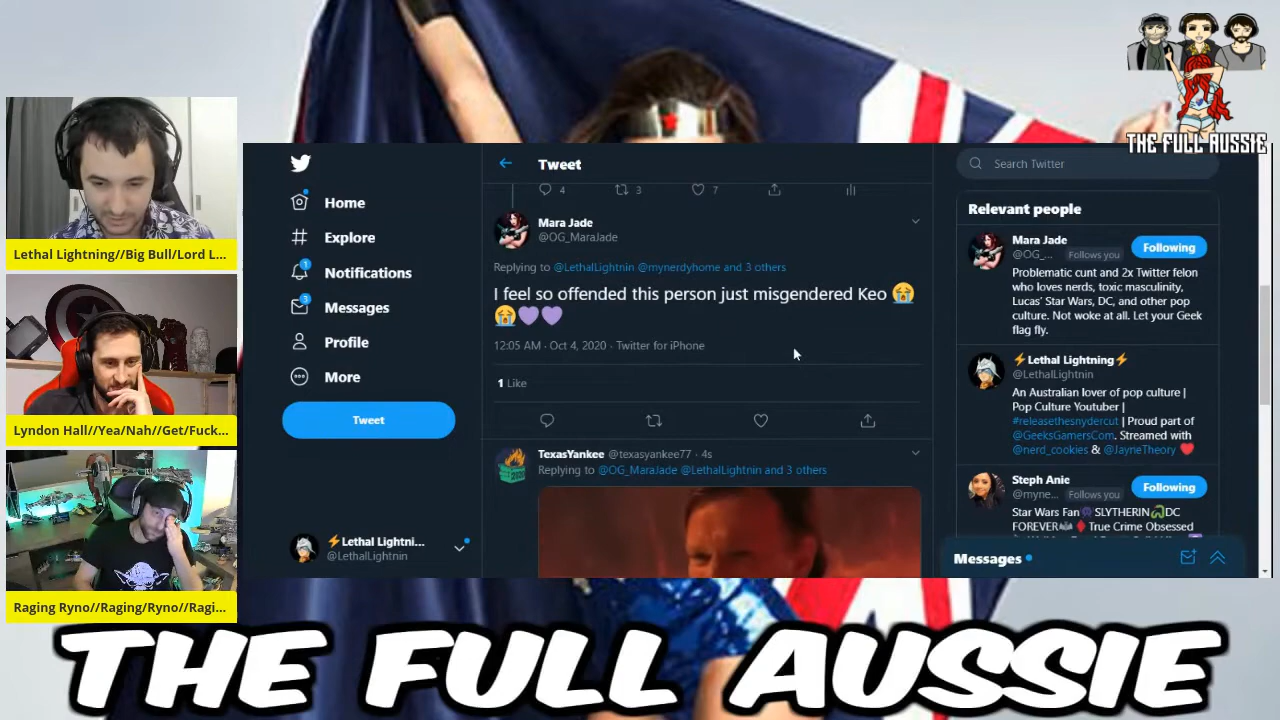 THE FULL AUSSIE
Lethal Lightning//Big Bull/Lord L...
Lyndon Hall//Yea/Nah//Get/Fuck...
Raging Ryno//Raging/Ryno//Ragi...
Home
Explore
1
Notifications
3
Messages
Profile
More
Tweet
⚡Lethal Lightni...
@LethalLightnin
Tweet
4 3 7
Mara Jade
@OG_MaraJade
Replying to @LethalLightnin @mynerdyhome and 3 others
I feel so offended this person just misgendered Keo 😭
😭💜💜
12:05 AM · Oct 4, 2020 · Twitter for iPhone
1 Like
TexasYankee @texasyankee77 · 4s
Replying to @OG_MaraJade @LethalLightnin and 3 others
Search Twitter
Relevant people
Mara Jade
@OG_... Follows you
Following
Problematic cunt and 2x Twitter felon
who loves nerds, toxic masculinity,
Lucas' Star Wars, DC, and other pop
culture. Not woke at all. Let your Geek
flag fly.
⚡Lethal Lightning⚡
@LethalLightnin
An Australian lover of pop culture |
Pop Culture Youtuber |
#releasethesnydercut | Proud part of
@GeeksGamersCom. Streamed with
@nerd_cookies & @JayneTheory ❤️
Steph Anie
@myne... Follows you
Following
Star Wars Fan SLYTHERIN🐍DC
FOREVER🦇♦️True Crime Obsessed
Messages
THE FULL AUSSIE